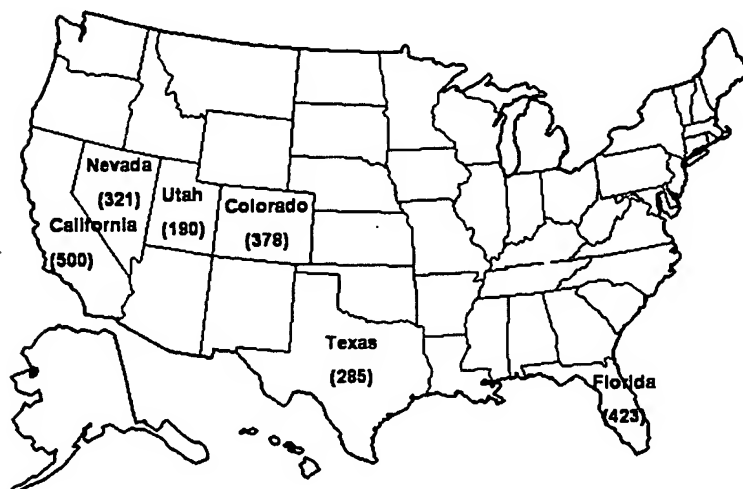 Nevada
(321)
Utah
(190)
Colorado
(378)
California
(500)
Texas
(285)
Florida
(423)